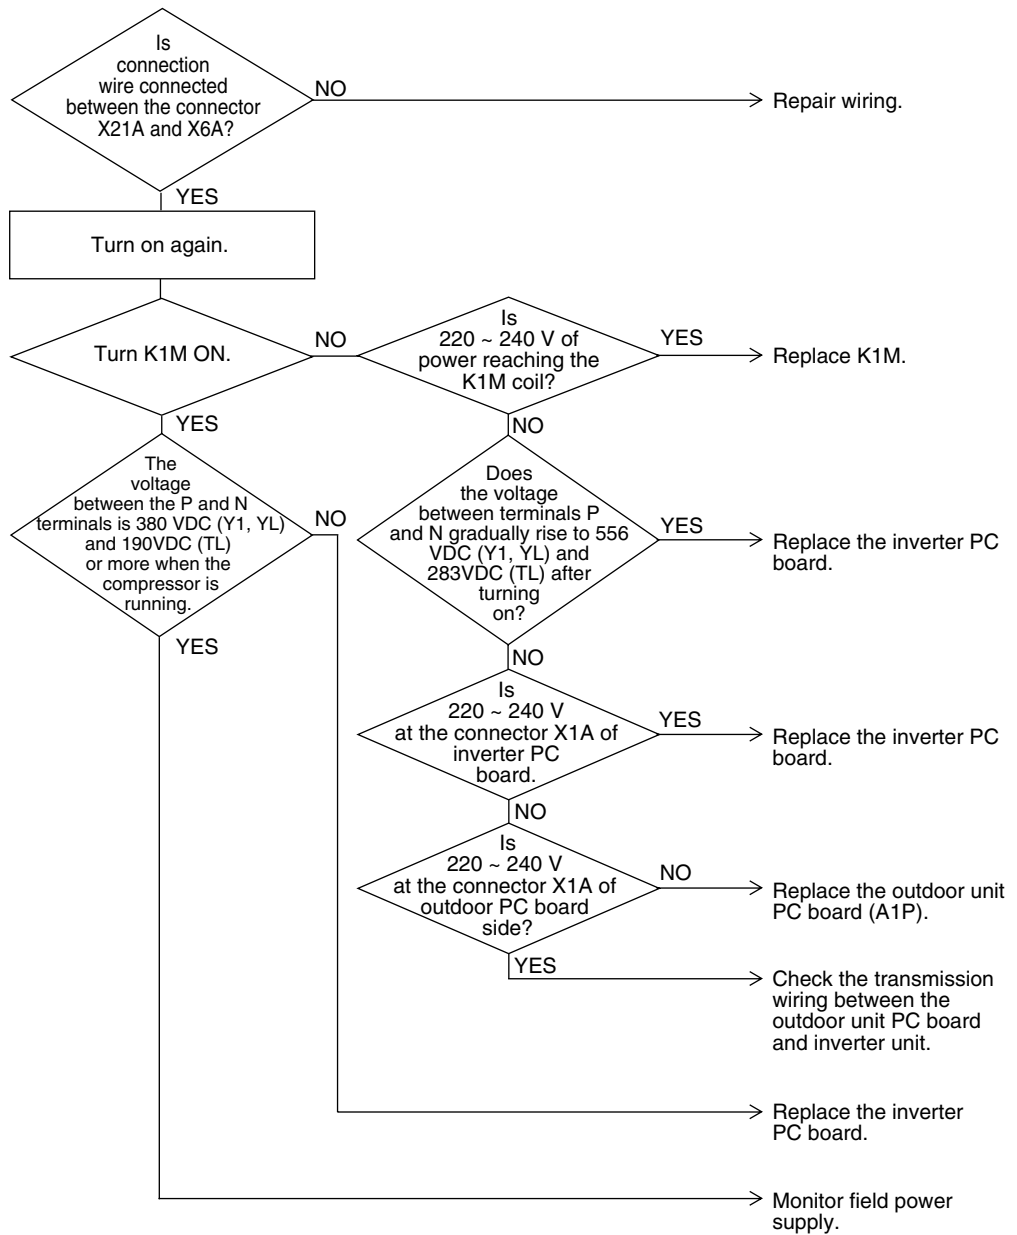 Is
connection
wire connected
between the connector
X21A and X6A?
NO
Repair wiring.
YES
Turn on again.
Turn K1M ON.
NO
Is
220 ~ 240 V of
power reaching the
K1M coil?
YES
Replace K1M.
YES
NO
The
voltage
between the P and N
terminals is 380 VDC (Y1, YL)
and 190VDC (TL)
or more when the
compressor is
running.
NO
Does
the voltage
between terminals P
and N gradually rise to 556
VDC (Y1, YL) and
283VDC (TL) after
turning
on?
YES
Replace the inverter PC
board.
YES
NO
Is
220 ~ 240 V
at the connector X1A of
inverter PC
board.
YES
Replace the inverter PC
board.
NO
Is
220 ~ 240 V
at the connector X1A of
outdoor PC board
side?
NO
Replace the outdoor unit
PC board (A1P).
YES
Check the transmission
wiring between the
outdoor unit PC board
and inverter unit.
Replace the inverter
PC board.
Monitor field power
supply.